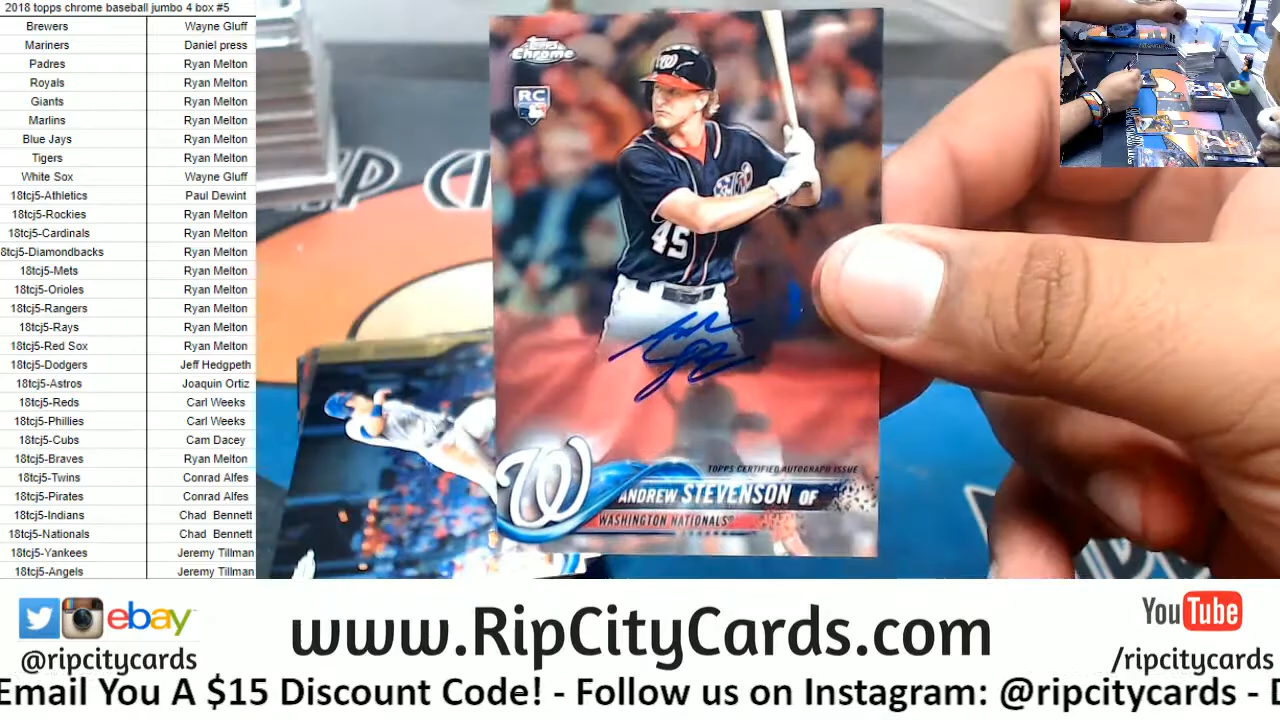 2018 topps chrome baseball jumbo 4 box #5
Brewers Wayne Gluff
Mariners Daniel press
Padres Ryan Melton
Royals Ryan Melton
Giants Ryan Melton
Marlins Ryan Melton
Blue Jays Ryan Melton
Tigers Ryan Melton
White Sox Wayne Gluff
18tcj5-Athletics Paul Dewint
18tcj5-Rockies Ryan Melton
18tcj5-Cardinals Ryan Melton
8tcj5-Diamondbacks Ryan Melton
18tcj5-Mets Ryan Melton
18tcj5-Orioles Ryan Melton
18tcj5-Rangers Ryan Melton
18tcj5-Rays Ryan Melton
18tcj5-Red Sox Ryan Melton
18tcj5-Dodgers Jeff Hedgpeth
18tcj5-Astros Joaquin Ortiz
18tcj5-Reds Carl Weeks
18tcj5-Phillies Carl Weeks
18tcj5-Cubs Cam Dacey
18tcj5-Braves Ryan Melton
18tcj5-Twins Conrad Alfes
18tcj5-Pirates Conrad Alfes
18tcj5-Indians Chad Bennett
18tcj5-Nationals Chad Bennett
18tcj5-Yankees Jeremy Tillman
18tcj5-Angels Jeremy Tillman
Topps Chrome
RC
W
45
W
TOPPS CERTIFIED AUTOGRAPH ISSUE
ANDREW STEVENSON OF
WASHINGTON NATIONALS®
ebay
@ripcitycards
www.RipCityCards.com
YouTube
/ripcitycards
Email You A $15 Discount Code! - Follow us on Instagram: @ripcitycards -